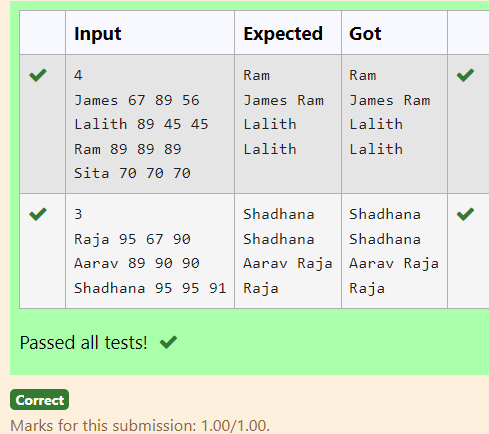 Input Expected Got
4 Ram Ram
James 67 89 56 James Ram James Ram
Lalith 89 45 45 Lalith Lalith
Ram 89 89 89 Lalith Lalith
Sita 70 70 70
3 Shadhana Shadhana
Raja 95 67 90 Shadhana Shadhana
Aarav 89 90 90 Aarav Raja Aarav Raja
Shadhana 95 95 91 Raja Raja
Passed all tests!
Correct
Marks for this submission: 1.00/1.00.